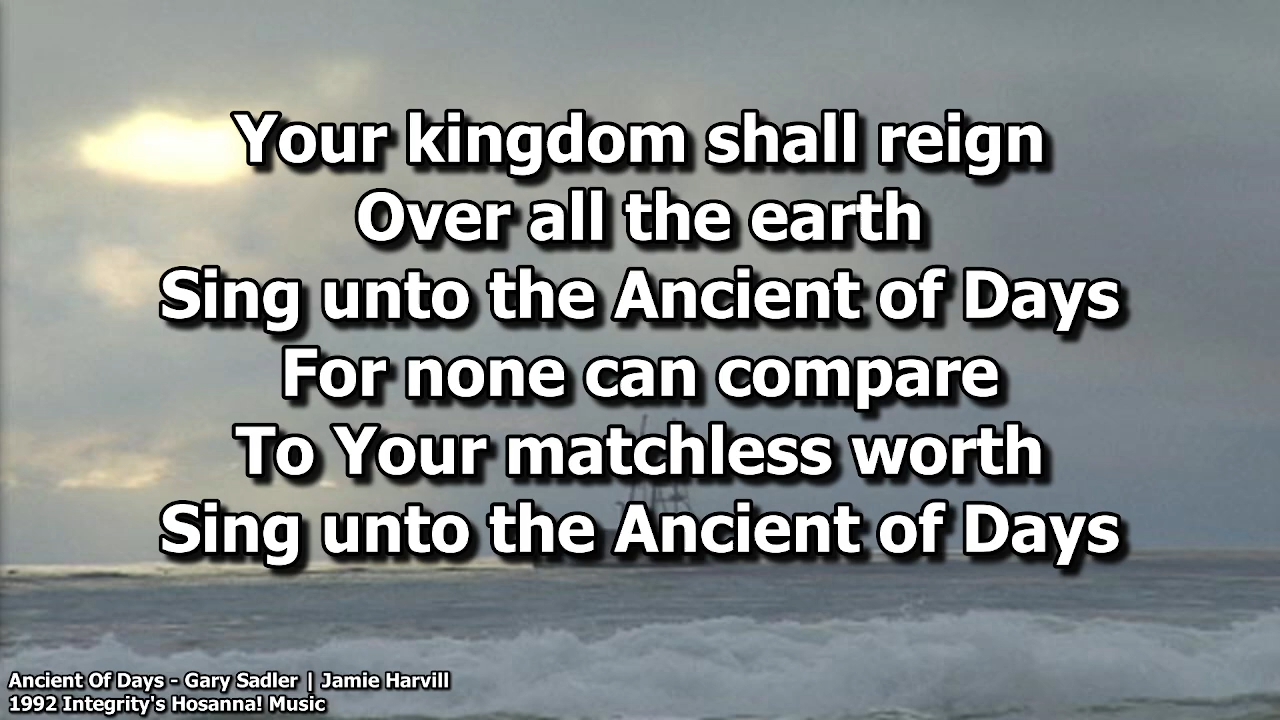 Your kingdom shall reign
Over all the earth
Sing unto the Ancient of Days
For none can compare
To Your matchless worth
Sing unto the Ancient of Days
Ancient Of Days - Gary Sadler | Jamie Harvill
1992 Integrity's Hosanna! Music